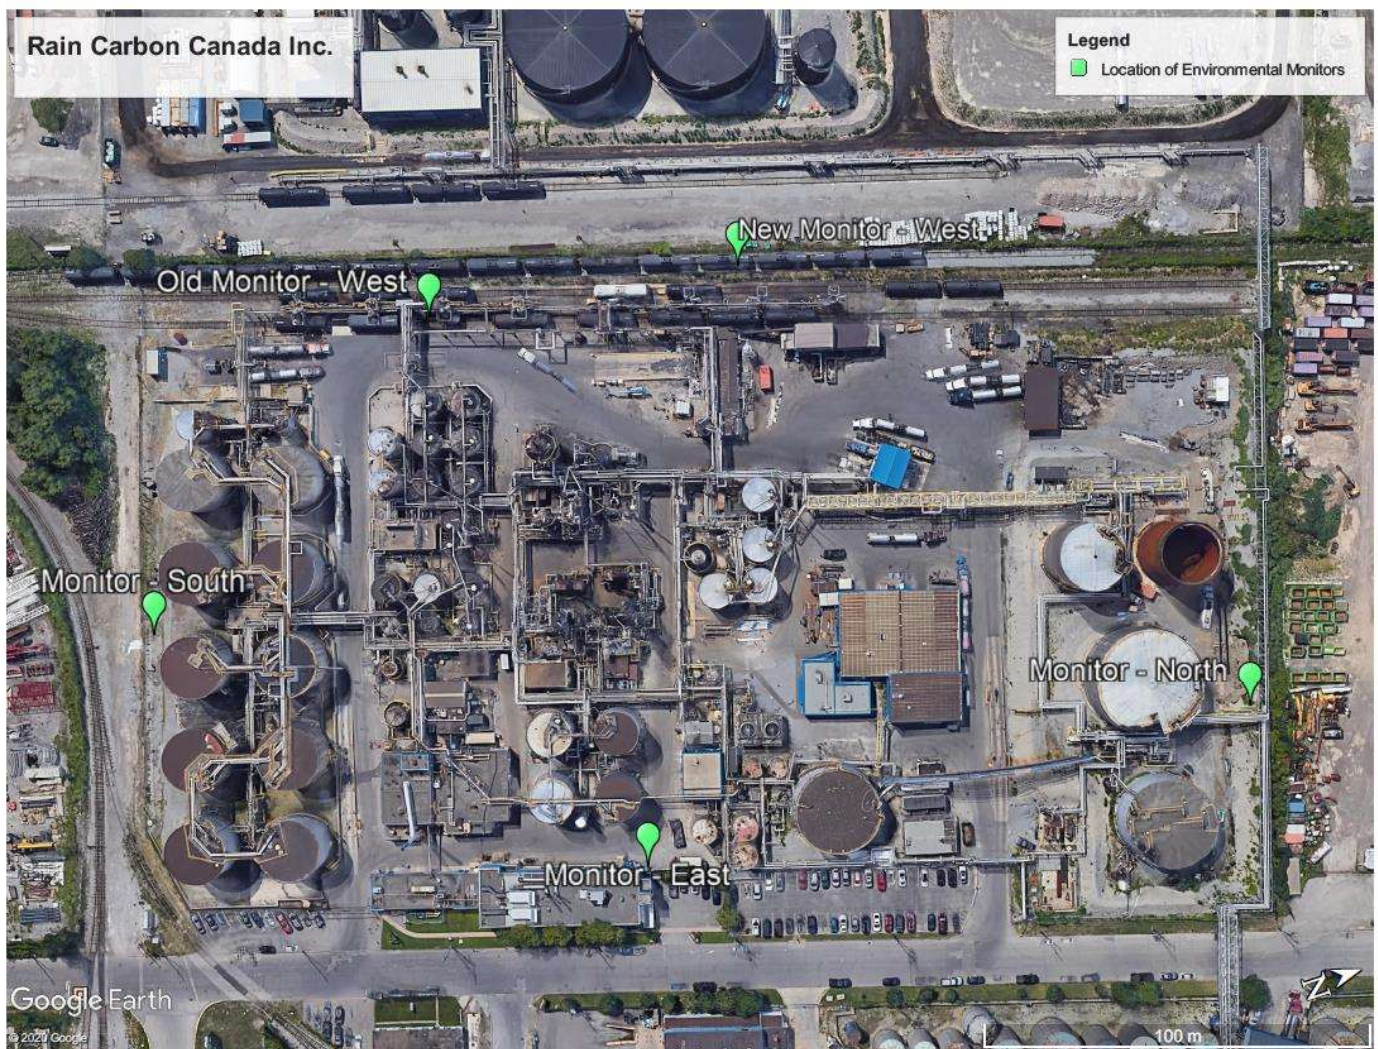 Rain Carbon Canada Inc.
Legend
Location of Environmental Monitors
New Monitor - West
Old Monitor - West
Monitor - South
Monitor - North
Monitor - East
Google Earth
© 2020 Google
N
100 m